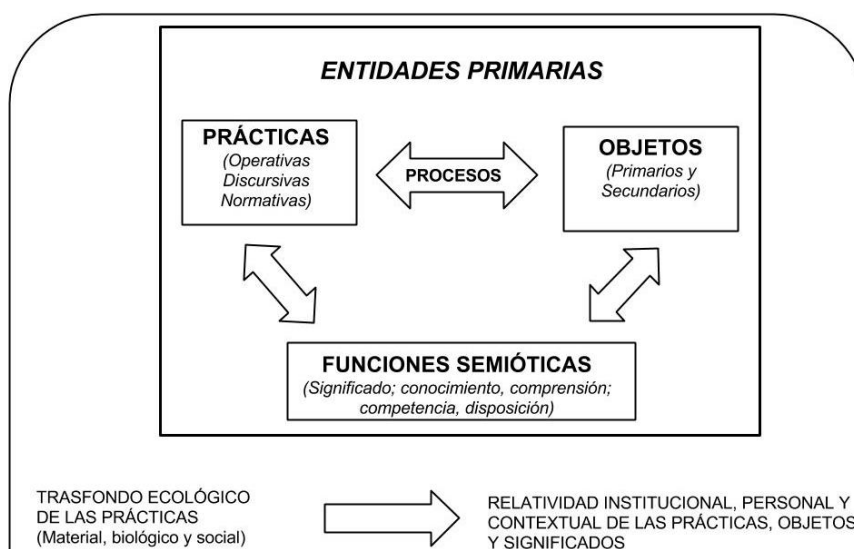 ENTIDADES PRIMARIAS
PRÁCTICAS
(Operativas
Discursivas
Normativas)
PROCESOS
OBJETOS
(Primarios y
Secundarios)
FUNCIONES SEMIÓTICAS
(Significado; conocimiento, comprensión;
competencia, disposición)
TRASFONDO ECOLÓGICO
DE LAS PRÁCTICAS
(Material, biológico y social)
RELATIVIDAD INSTITUCIONAL, PERSONAL Y
CONTEXTUAL DE LAS PRÁCTICAS, OBJETOS
Y SIGNIFICADOS